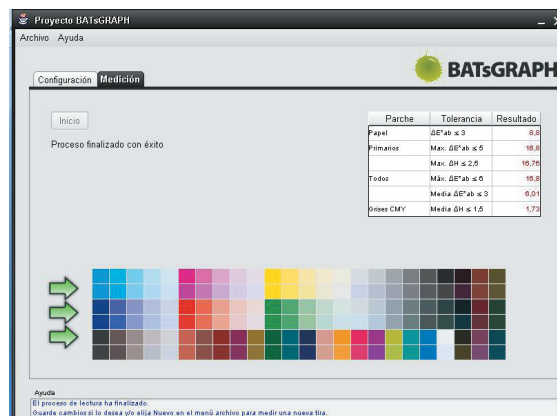 Proyecto BATsGRAPH
Archivo Ayuda
BATsGRAPH
Configuración Medición
Inicio
Proceso finalizado con éxito
Parche Tolerancia Resultado
Papel ΔE*ab ≤ 3 8,8
Primarios Max. ΔE*ab ≤ 5 16,8
Max. ΔH ≤ 2,5 16,76
Todos Máx. ΔE*ab ≤ 6 16,8
Media ΔE*ab ≤ 3 6,01
Grises CMY Media ΔH ≤ 1,5 1,73
Ayuda
El proceso de lectura ha finalizado.
Guarde cambios si lo desea y/o elija Nuevo en el menú archivo para medir una nueva tira.